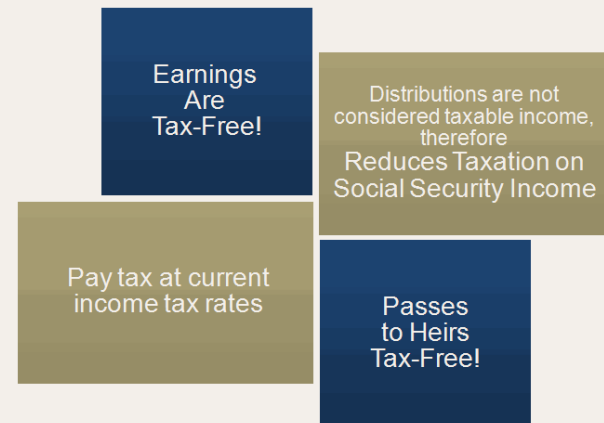 Earnings
Are
Tax-Free!
Distributions are not
considered taxable income,
therefore
Reduces Taxation on
Social Security Income
Pay tax at current
income tax rates
Passes
to Heirs
Tax-Free!